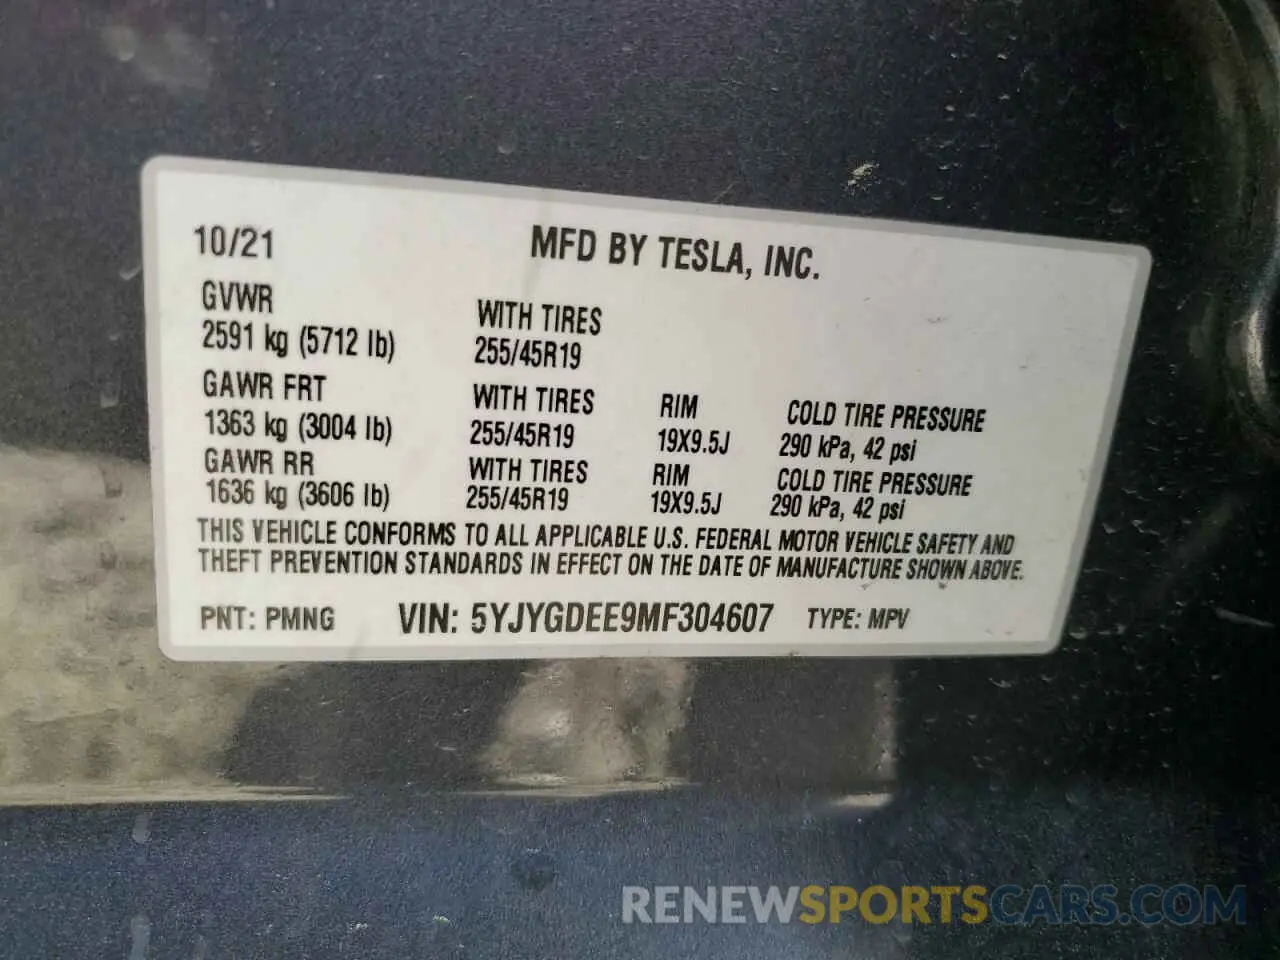 10/21 MFD BY TESLA, INC.
GVWR WITH TIRES
2591 kg (5712 lb) 255/45R19
GAWR FRT WITH TIRES RIM COLD TIRE PRESSURE
1363 kg (3004 lb) 255/45R19 19X9.5J 290 kPa, 42 psi
GAWR RR WITH TIRES RIM COLD TIRE PRESSURE
1636 kg (3606 lb) 255/45R19 19X9.5J 290 kPa, 42 psi
THIS VEHICLE CONFORMS TO ALL APPLICABLE U.S. FEDERAL MOTOR VEHICLE SAFETY AND
THEFT PREVENTION STANDARDS IN EFFECT ON THE DATE OF MANUFACTURE SHOWN ABOVE.
PNT: PMNG VIN: 5YJYGDEE9MF304607 TYPE: MPV
RENEWSPORTSCARS.COM